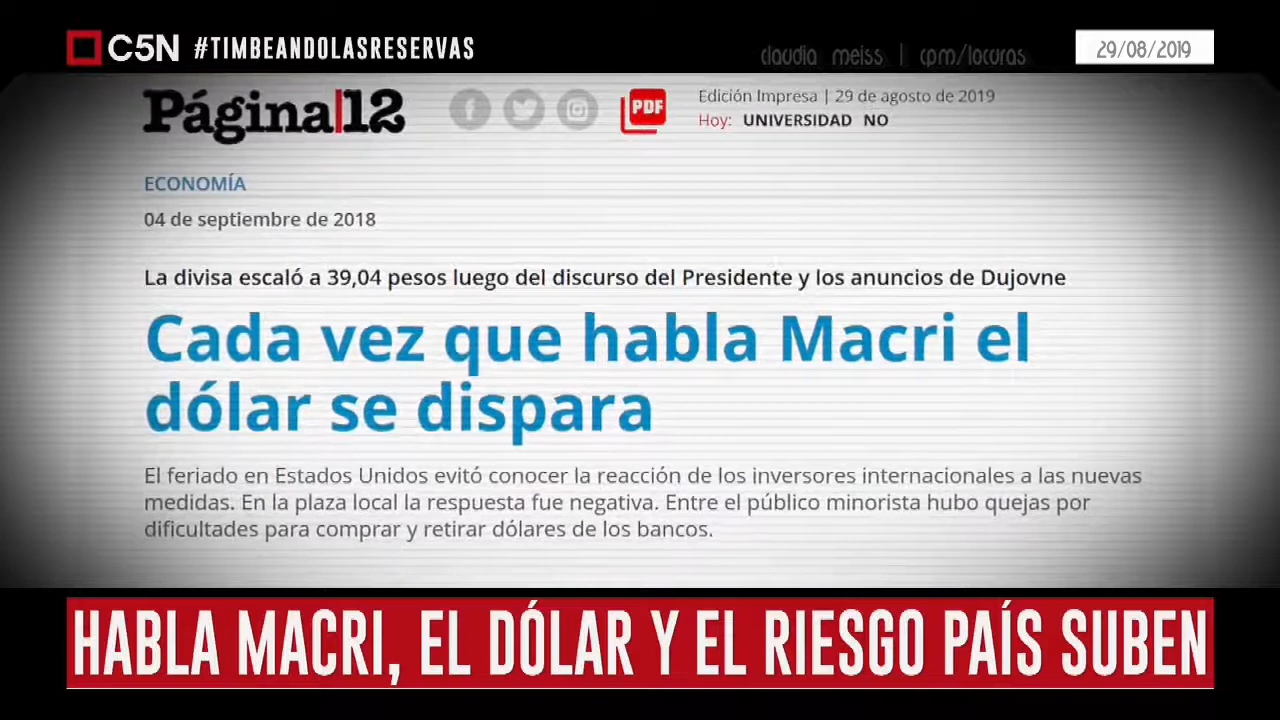 C5N #TIMBEANDOLASRESERVAS
claudia meiss | cpm/locuras
29/08/2019
Página|12
PDF
Edición Impresa | 29 de agosto de 2019
Hoy: UNIVERSIDAD NO
ECONOMÍA
04 de septiembre de 2018
La divisa escaló a 39,04 pesos luego del discurso del Presidente y los anuncios de Dujovne
Cada vez que habla Macri el
dólar se dispara
El feriado en Estados Unidos evitó conocer la reacción de los inversores internacionales a las nuevas
medidas. En la plaza local la respuesta fue negativa. Entre el público minorista hubo quejas por
dificultades para comprar y retirar dólares de los bancos.
HABLA MACRI, EL DÓLAR Y EL RIESGO PAÍS SUBEN